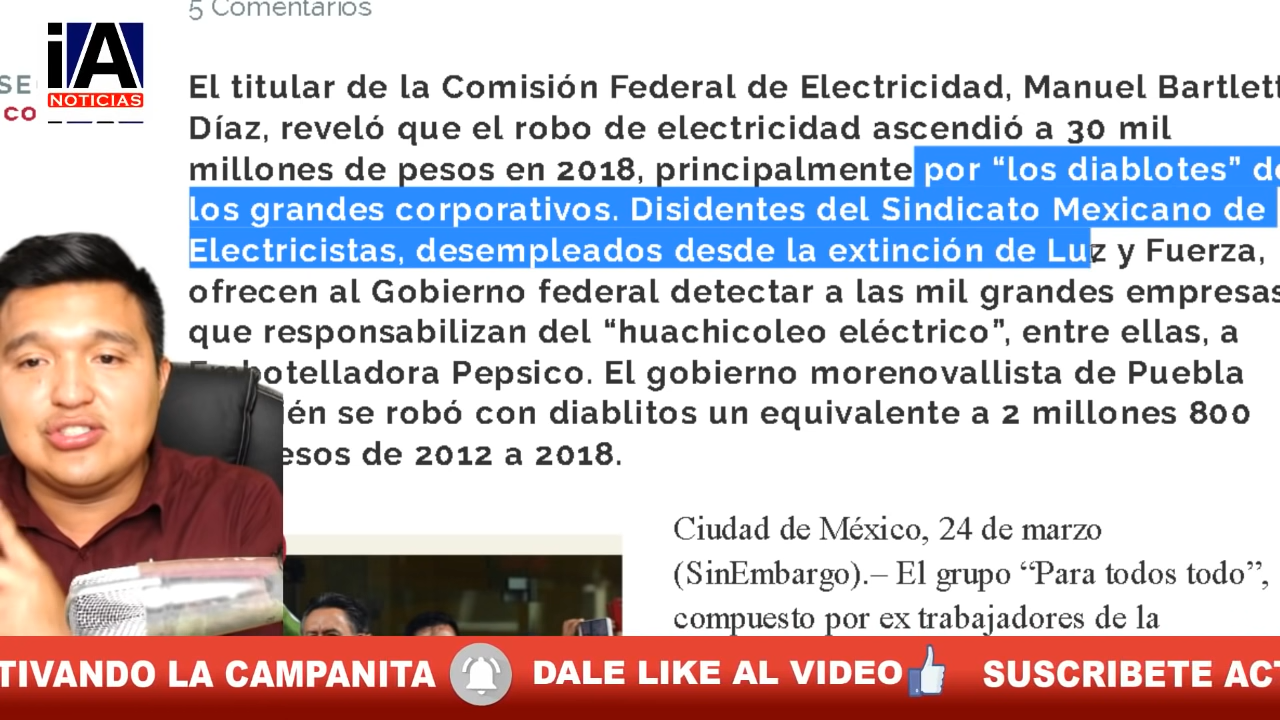 5 Comentarios
iA
NOTICIAS
SE
co
El titular de la Comisión Federal de Electricidad, Manuel Bartlett
Díaz, reveló que el robo de electricidad ascendió a 30 mil
millones de pesos en 2018, principalmente por “los diablotes” de
los grandes corporativos. Disidentes del Sindicato Mexicano de
Electricistas, desempleados desde la extinción de Luz y Fuerza,
ofrecen al Gobierno federal detectar a las mil grandes empresas
que responsabilizan del “huachicoleo eléctrico”, entre ellas, a
Embotelladora Pepsico. El gobierno morenovallista de Puebla
ién se robó con diablitos un equivalente a 2 millones 800
esos de 2012 a 2018.
Ciudad de México, 24 de marzo
(SinEmbargo).– El grupo “Para todos todo”,
compuesto por ex trabajadores de la
TIVANDO LA CAMPANITA DALE LIKE AL VIDEO SUSCRIBETE ACT